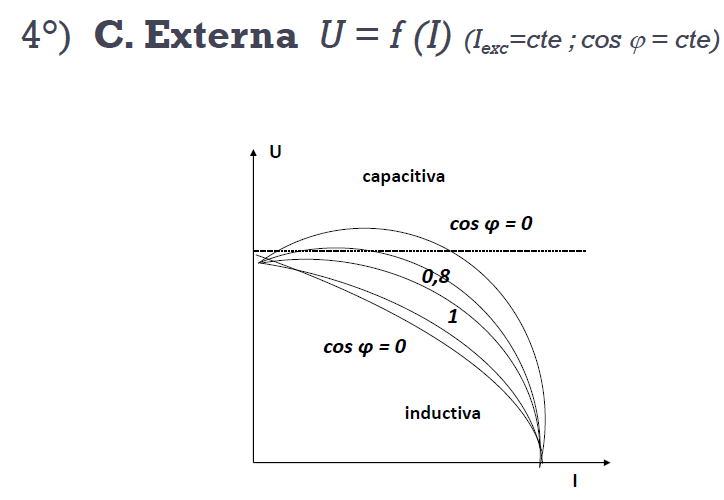 4°) C. Externa U = f (I) (Iexc=cte ; cos φ = cte)
U
capacitiva
cos φ = 0
0,8
1
cos φ = 0
inductiva
I